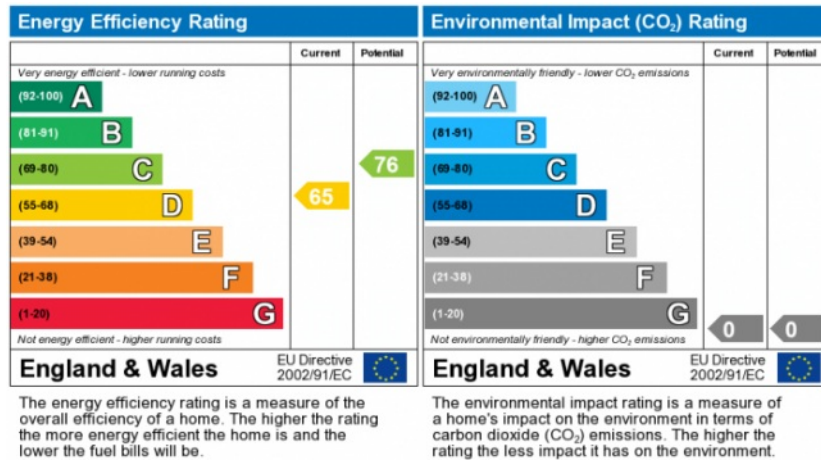 Energy Efficiency Rating
Current Potential
Very energy efficient - lower running costs
(92-100) A
(81-91) B
(69-80) C
76
(55-68) D
65
(39-54) E
(21-38) F
(1-20) G
Not energy efficient - higher running costs
England & Wales
EU Directive
2002/91/EC
The energy efficiency rating is a measure of the
overall efficiency of a home. The higher the rating
the more energy efficient the home is and the
lower the fuel bills will be.
Environmental Impact (CO₂) Rating
Current Potential
Very environmentally friendly - lower CO₂ emissions
(92-100) A
(81-91) B
(69-80) C
(55-68) D
(39-54) E
(21-38) F
(1-20) G
0 0
Not environmentally friendly - higher CO₂ emissions
England & Wales
EU Directive
2002/91/EC
The environmental impact rating is a measure of
a home's impact on the environment in terms of
carbon dioxide (CO₂) emissions. The higher the
rating the less impact it has on the environment.